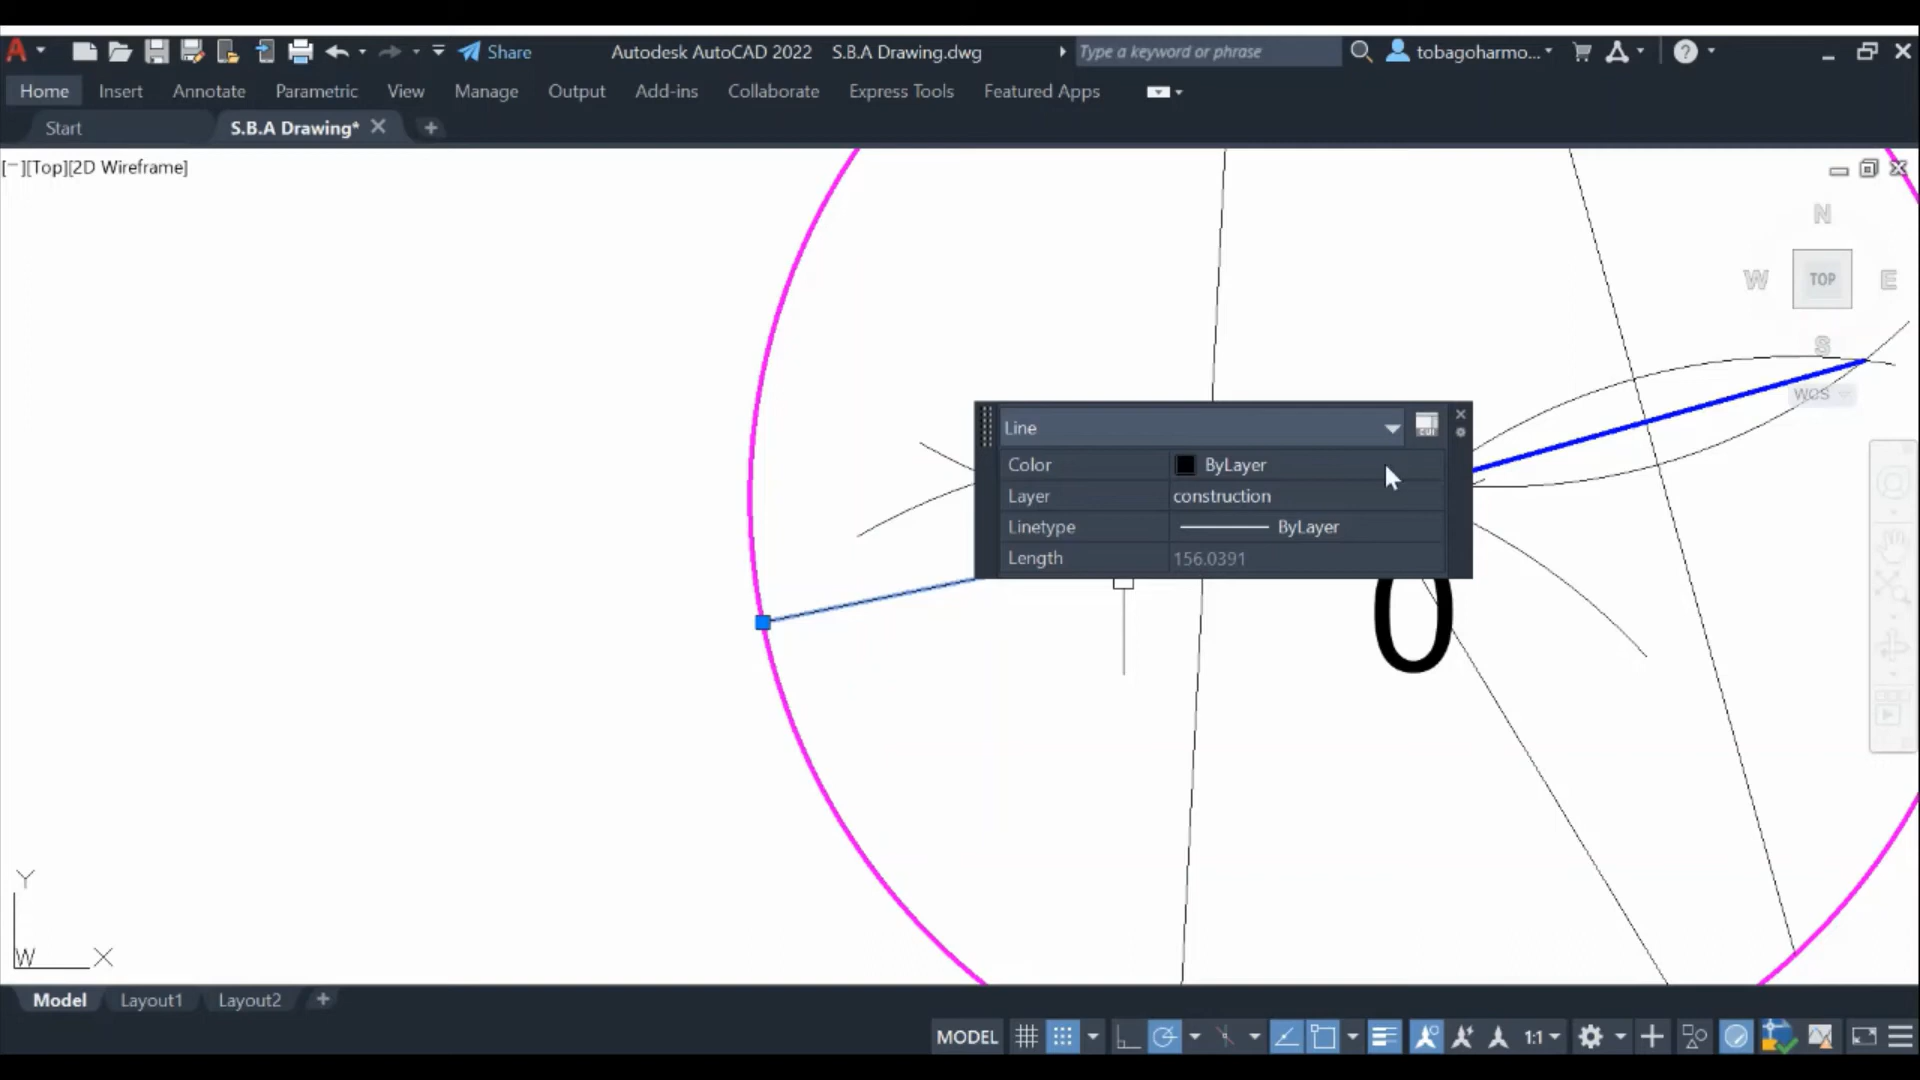 A Share Autodesk AutoCAD 2022 S.B.A Drawing.dwg Type a keyword or phrase tobagoharmo... ?
Home Insert Annotate Parametric View Manage Output Add-ins Collaborate Express Tools Featured Apps
Start S.B.A Drawing* +
[−][Top][2D Wireframe]
N
W TOP E
S
WCS
Line
CUI
Color ByLayer
Layer construction
Linetype ByLayer
Length 156.0391
0
Y
W X
Model Layout1 Layout2 +
MODEL 1:1